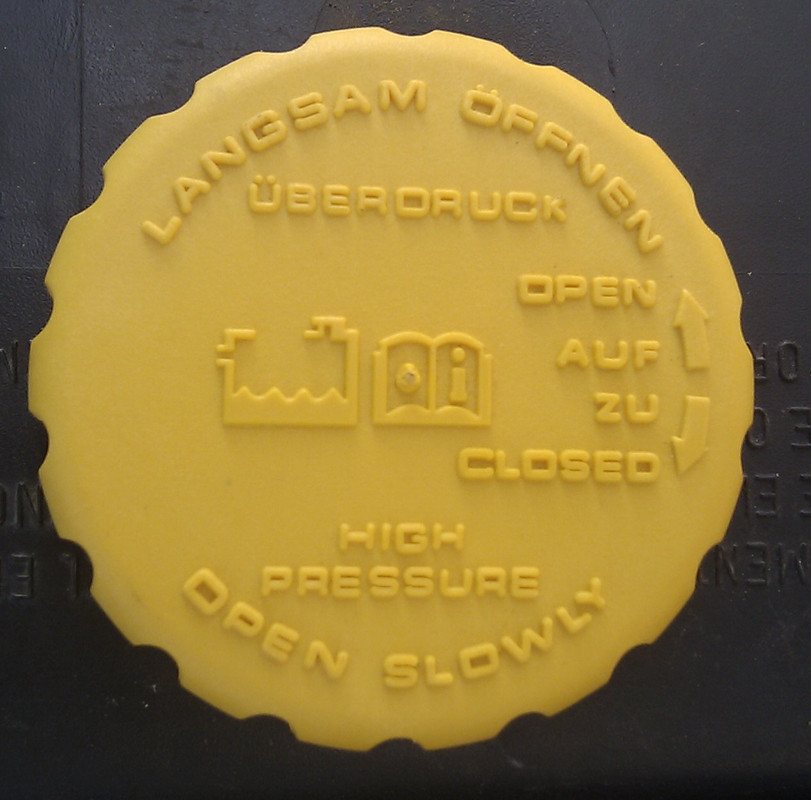 LANGSAM ÖFFNEN
ÜBERDRUCK
OPEN
AUF
ZU
CLOSED
i
HIGH
PRESSURE
OPEN SLOWLY